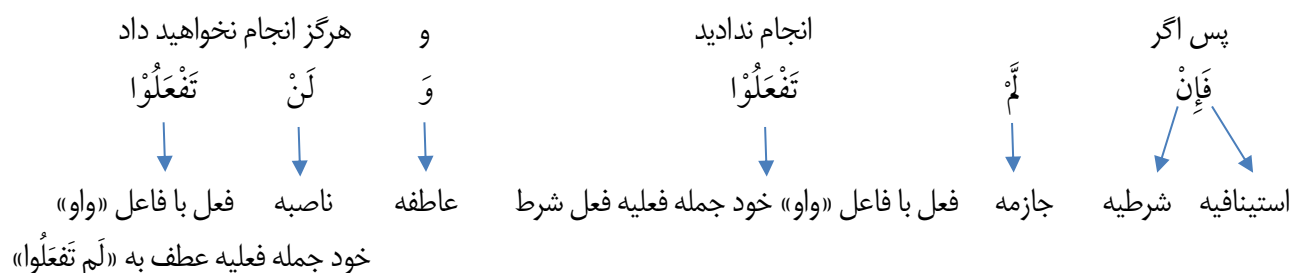 پس اگر انجام ندادید و هرگز انجام نخواهید داد
فَإِنْ لَّمْ تَفْعَلُوْا وَ لَنْ تَفْعَلُوْا
استینافیه شرطیه جازمه فعل با فاعل «واو» خود جمله فعلیه فعل شرط عاطفه ناصبه فعل با فاعل «واو»
خود جمله فعلیه عطف به «لَم تَفعَلُوا»